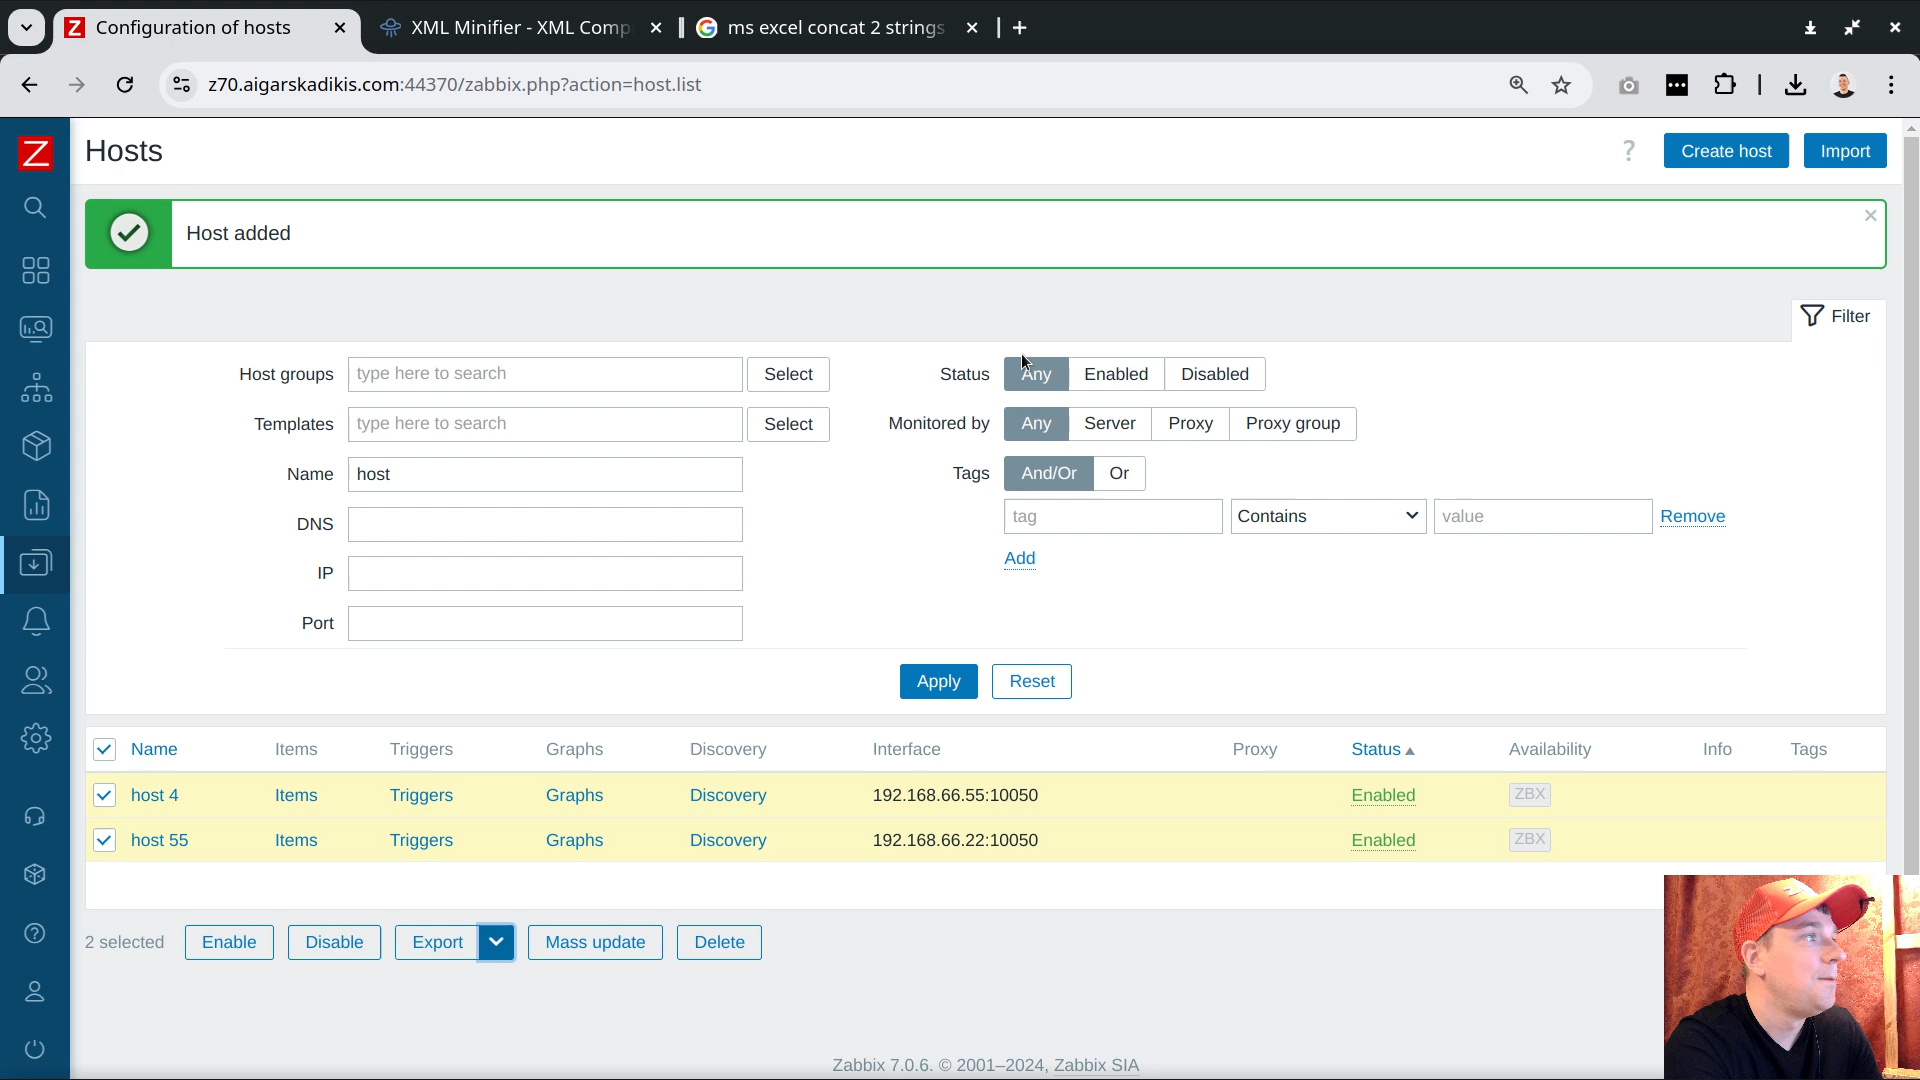 Configuration of hosts
XML Minifier - XML Comp
ms excel concat 2 strings
z70.aigarskadikis.com:44370/zabbix.php?action=host.list
Z
Hosts
?
Create host
Import
Host added
Filter
Host groups
type here to search
Select
Status
Any
Enabled
Disabled
Templates
type here to search
Select
Monitored by
Any
Server
Proxy
Proxy group
Name
host
Tags
And/Or
Or
DNS
tag
Contains
value
Remove
IP
Add
Port
Apply
Reset
Name Items Triggers Graphs Discovery Interface Proxy Status Availability Info Tags
host 4 Items Triggers Graphs Discovery 192.168.66.55:10050 Enabled ZBX
host 55 Items Triggers Graphs Discovery 192.168.66.22:10050 Enabled ZBX
2 selected
Enable
Disable
Export
Mass update
Delete
Zabbix 7.0.6. © 2001–2024, Zabbix SIA